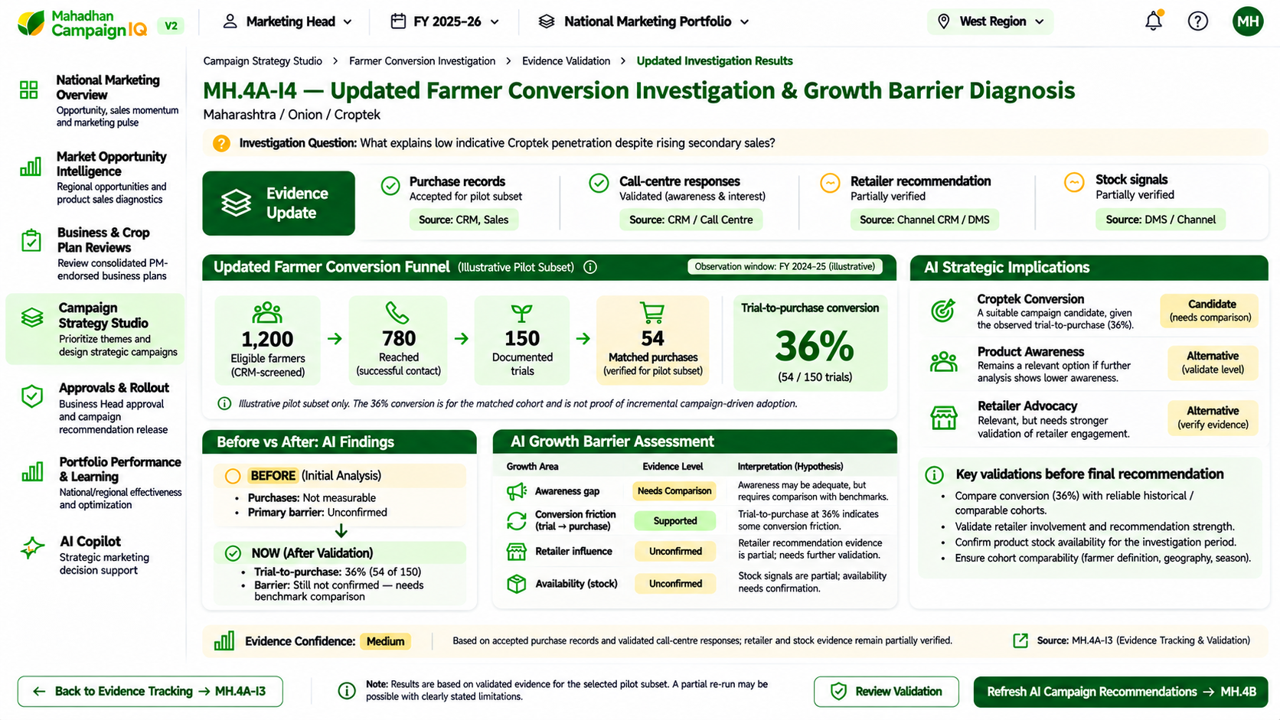 Mahadhan
CampaignIQ V2
Marketing Head
FY 2025–26
National Marketing Portfolio
West Region
MH
National Marketing
Overview
Opportunity, sales momentum
and marketing pulse
Market Opportunity
Intelligence
Regional opportunities and
product sales diagnostics
Business & Crop
Plan Reviews
Review consolidated PM-
endorsed business plans
Campaign
Strategy Studio
Prioritize themes and
design strategic campaigns
Approvals & Rollout
Business Head approval
and campaign
recommendation release
Portfolio Performance
& Learning
National/regional effectiveness
and optimization
AI Copilot
Strategic marketing
decision support
Campaign Strategy Studio > Farmer Conversion Investigation > Evidence Validation > Updated Investigation Results
MH.4A-I4 — Updated Farmer Conversion Investigation & Growth Barrier Diagnosis
Maharashtra / Onion / Croptek
? Investigation Question: What explains low indicative Croptek penetration despite rising secondary sales?
Evidence
Update
Purchase records
Accepted for pilot subset
Source: CRM, Sales
Call-centre responses
Validated (awareness & interest)
Source: CRM / Call Centre
Retailer recommendation
Partially verified
Source: Channel CRM / DMS
Stock signals
Partially verified
Source: DMS / Channel
Updated Farmer Conversion Funnel (Illustrative Pilot Subset)
Observation window: FY 2024–25 (illustrative)
1,200
Eligible farmers
(CRM-screened)
780
Reached
(successful contact)
150
Documented
trials
54
Matched purchases
(verified for pilot subset)
Trial-to-purchase conversion
36%
(54 / 150 trials)
Illustrative pilot subset only. The 36% conversion is for the matched cohort and is not proof of incremental campaign-driven adoption.
Before vs After: AI Findings
BEFORE (Initial Analysis)
• Purchases: Not measurable
• Primary barrier: Unconfirmed
NOW (After Validation)
• Trial-to-purchase: 36% (54 of 150)
• Barrier: Still not confirmed — needs
benchmark comparison
AI Growth Barrier Assessment
Growth Area Evidence Level Interpretation (Hypothesis)
Awareness gap
Needs Comparison
Awareness may be adequate, but
requires comparison with benchmarks.
Conversion friction
(trial → purchase)
Supported
Trial-to-purchase at 36% indicates
some conversion friction.
Retailer influence
Unconfirmed
Retailer recommendation evidence
is partial; needs further validation.
Availability (stock)
Unconfirmed
Stock signals are partial; availability
needs confirmation.
AI Strategic Implications
Croptek Conversion
A suitable campaign candidate, given
the observed trial-to-purchase (36%).
Candidate
(needs comparison)
Product Awareness
Remains a relevant option if further
analysis shows lower awareness.
Alternative
(validate level)
Retailer Advocacy
Relevant, but needs stronger
validation of retailer engagement.
Alternative
(verify evidence)
Key validations before final recommendation
• Compare conversion (36%) with reliable historical /
comparable cohorts.
• Validate retailer involvement and recommendation strength.
• Confirm product stock availability for the investigation period.
• Ensure cohort comparability (farmer definition, geography, season).
Evidence Confidence: Medium
Based on accepted purchase records and validated call-centre responses; retailer and stock evidence remain partially verified.
Source: MH.4A-I3 (Evidence Tracking & Validation)
← Back to Evidence Tracking → MH.4A-I3
Note: Results are based on validated evidence for the selected pilot subset. A partial re-run may be
possible with clearly stated limitations.
Review Validation
Refresh AI Campaign Recommendations → MH.4B